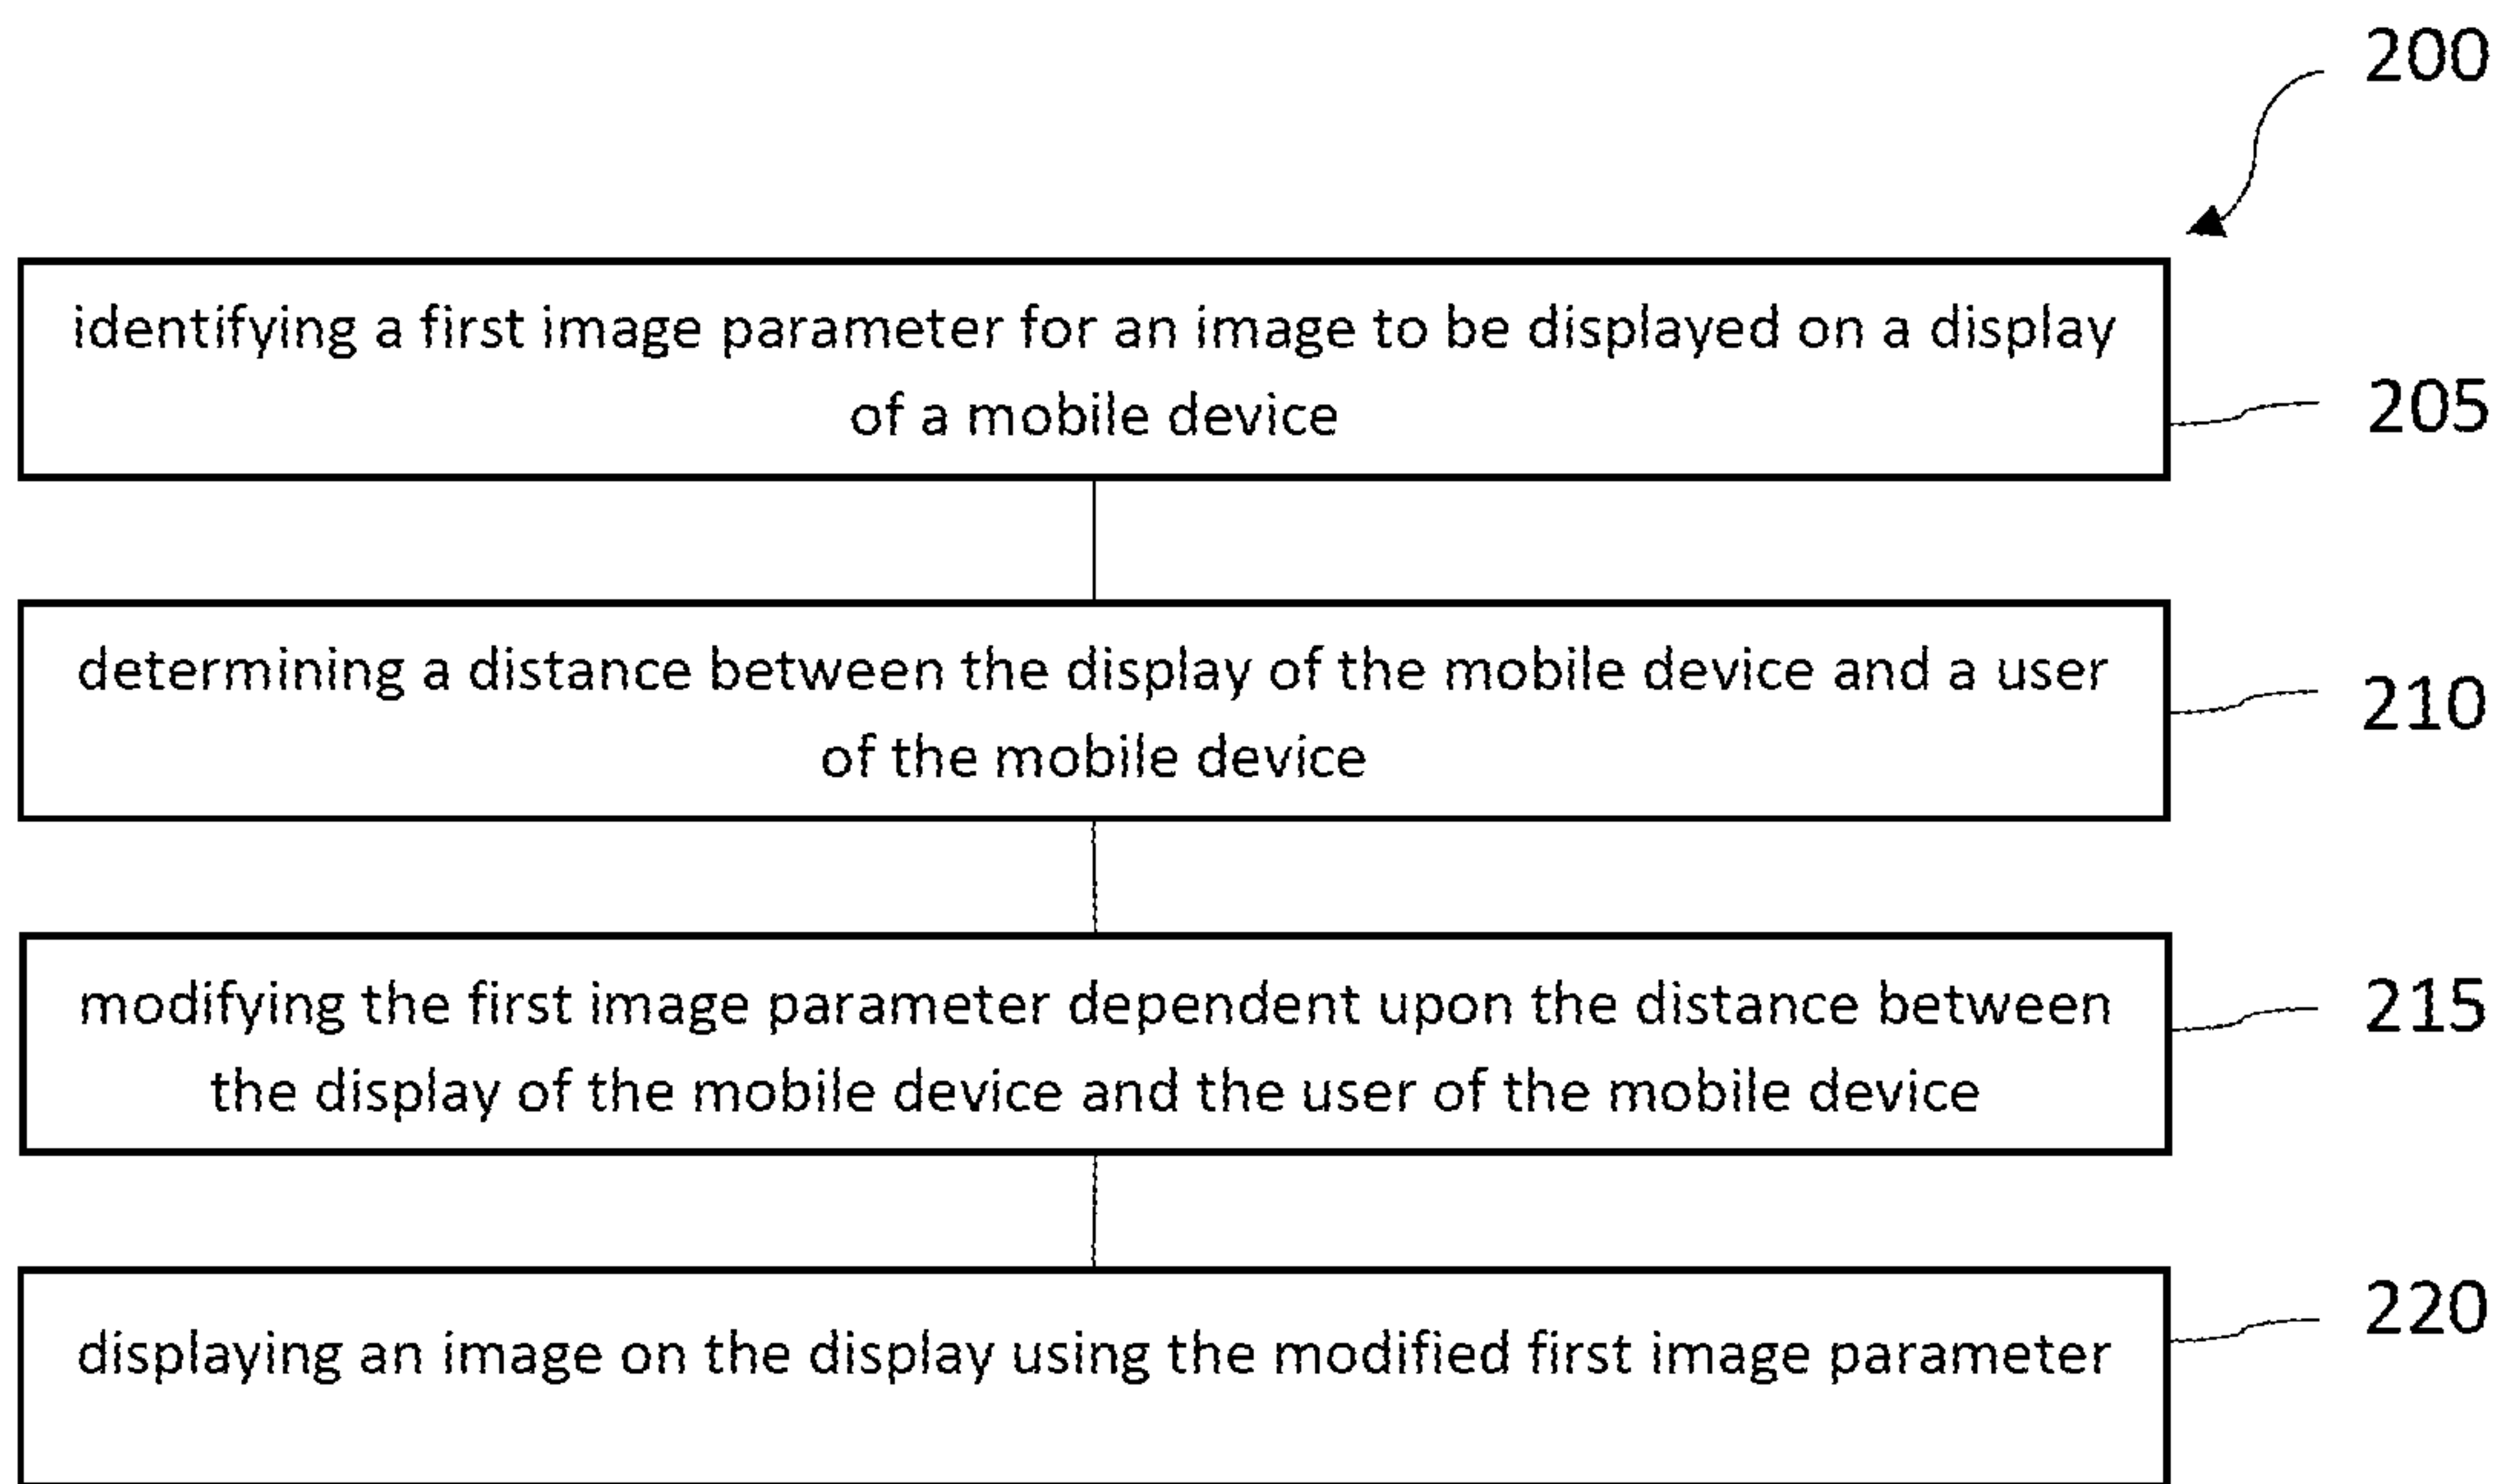 200
identifying a first image parameter for an image to be displayed on a display
of a mobile device
205
determining a distance between the display of the mobile device and a user
of the mobile device
210
modifying the first image parameter dependent upon the distance between
the display of the mobile device and the user of the mobile device
215
displaying an image on the display using the modified first image parameter
220